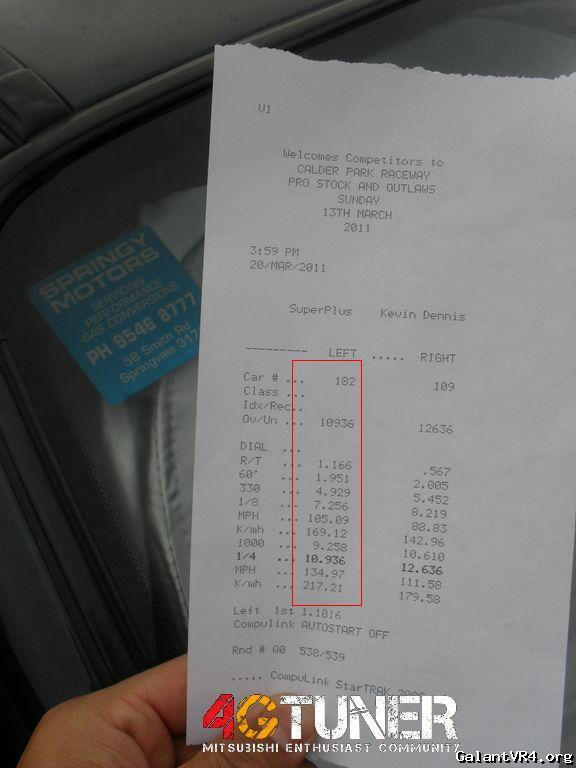 V1
Welcomes Competitors to
CALDER PARK RACEWAY
PRO STOCK AND OUTLAWS
SUNDAY
13TH MARCH
2011
3:59 PM
20/MAR/2011
SuperPlus Kevin Dennis
--------- LEFT ..... RIGHT
Car # ... 182 109
Class ...
Idx/Rec..
Ov/Un ... 10936 12636
DIAL ...
R/T ... 1.166 .567
60' ... 1.951 2.005
330 ... 4.929 5.452
1/8 ... 7.256 8.219
MPH ... 105.09 88.83
K/mh ... 169.12 142.96
1000 ... 9.258 10.610
1/4 ... 10.936 12.636
MPH ... 134.97 111.58
K/mh ... 217.21 179.58
Left 1st 1.1016
Compulink AUTOSTART OFF
Rnd # 00 538/539
..... CompuLink StarTRAK
SPRINGY
MOTORS
SERVICING
PERFORMANCE
GAS CONVERSIONS
PH 9546 8777
58 Smith Rd
Springvale
4GTUNER
MITSUBISHI ENTHUSIAST COMMUNITY
GalantVR4.org